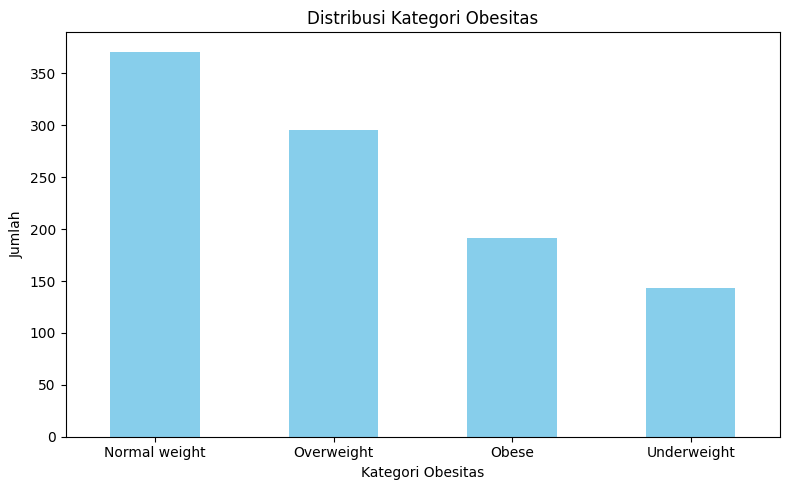 Distribusi Kategori Obesitas
Jumlah
350
300
250
200
150
100
50
0
Normal weight Overweight Obese Underweight
Kategori Obesitas